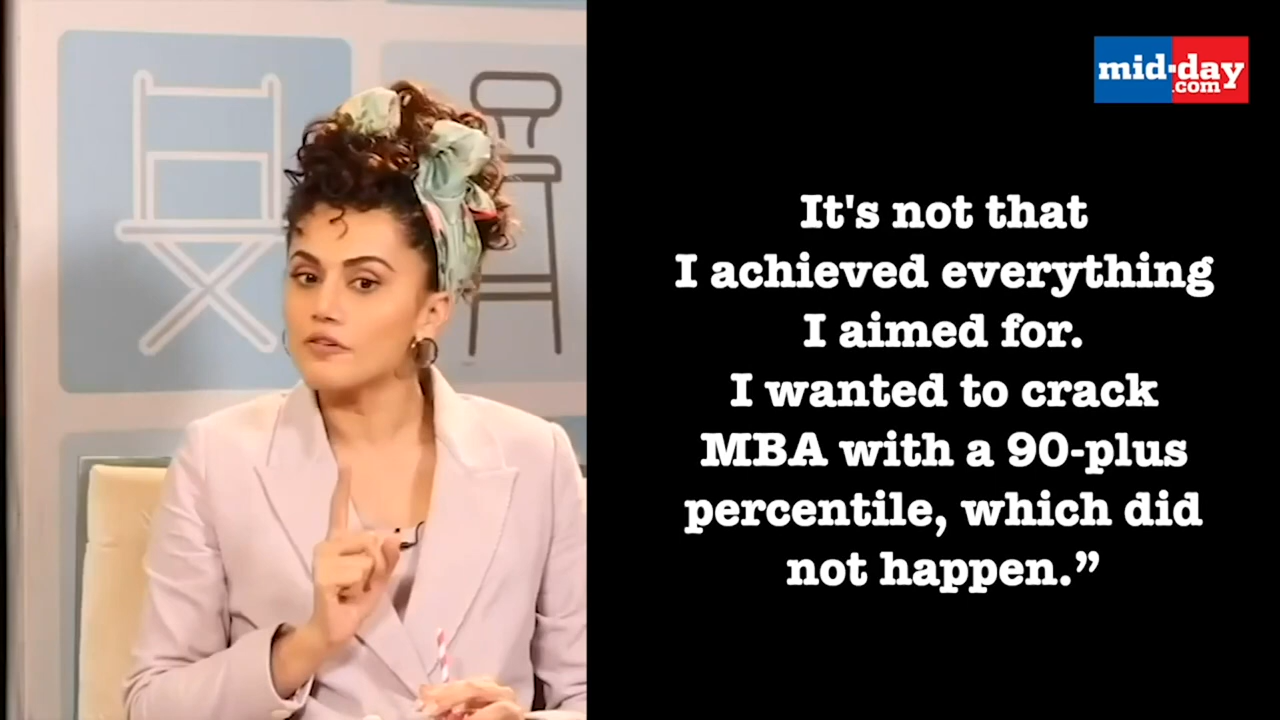 mid-day
.com
It's not that
I achieved everything
I aimed for.
I wanted to crack
MBA with a 90-plus
percentile, which did
not happen.”